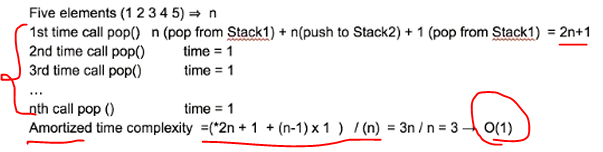 Five elements (1 2 3 4 5) ⇒ n
1st time call pop() n (pop from Stack1) + n(push to Stack2) + 1 (pop from Stack1) = 2n+1
2nd time call pop() time = 1
3rd time call pop() time = 1
...
nth call pop () time = 1
Amortized time complexity =(*2n + 1 + (n-1) x 1 ) / (n) = 3n / n = 3 → O(1)